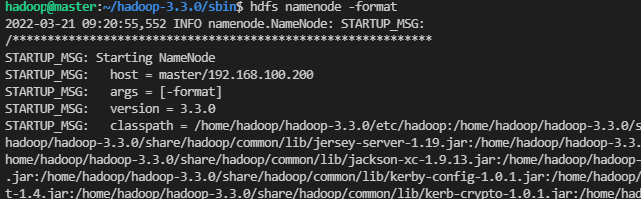 hadoop@master:~/hadoop-3.3.0/sbin$ hdfs namenode -format
2022-03-21 09:20:55,552 INFO namenode.NameNode: STARTUP_MSG:
/************************************************************
STARTUP_MSG: Starting NameNode
STARTUP_MSG:   host = master/192.168.100.200
STARTUP_MSG:   args = [-format]
STARTUP_MSG:   version = 3.3.0
STARTUP_MSG:   classpath = /home/hadoop/hadoop-3.3.0/etc/hadoop:/home/hadoop/hadoop-3.3.0/s
hadoop/hadoop-3.3.0/share/hadoop/common/lib/jersey-server-1.19.jar:/home/hadoop/hadoop-3.3.
home/hadoop/hadoop-3.3.0/share/hadoop/common/lib/jackson-xc-1.9.13.jar:/home/hadoop/hadoop-
.jar:/home/hadoop/hadoop-3.3.0/share/hadoop/common/lib/kerby-config-1.0.1.jar:/home/hadoop/
t-1.4.jar:/home/hadoop/hadoop-3.3.0/share/hadoop/common/lib/kerb-crypto-1.0.1.jar:/home/had